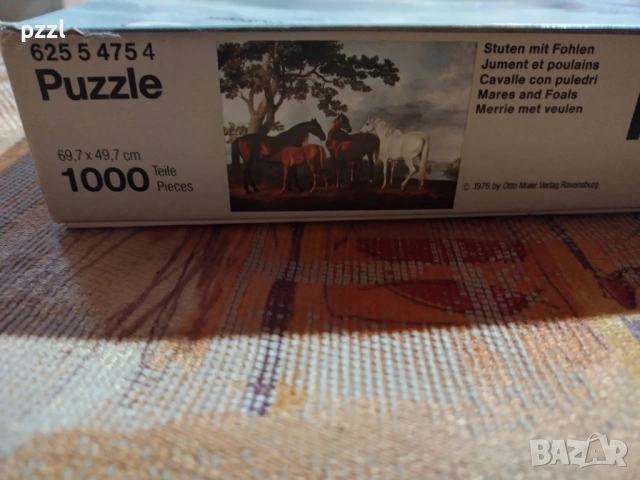 pzzl
625 5 475 4
Puzzle
69,7 x 49,7 cm
1000 Teile
Pieces
Stuten mit Fohlen
Jument et poulains
Cavalle con puledri
Mares and Foals
Merrie met veulen
© 1976 by Otto Maier Verlag Ravensburg
BAZAR